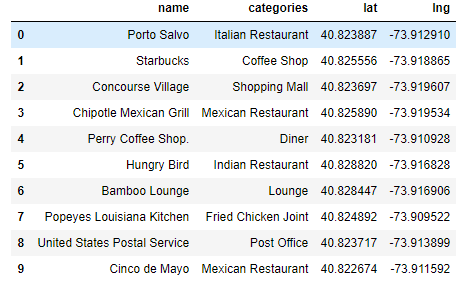 name categories lat lng
0 Porto Salvo Italian Restaurant 40.823887 -73.912910
1 Starbucks Coffee Shop 40.825556 -73.918865
2 Concourse Village Shopping Mall 40.823697 -73.919607
3 Chipotle Mexican Grill Mexican Restaurant 40.825890 -73.919534
4 Perry Coffee Shop. Diner 40.823181 -73.910928
5 Hungry Bird Indian Restaurant 40.828820 -73.916828
6 Bamboo Lounge Lounge 40.828447 -73.916906
7 Popeyes Louisiana Kitchen Fried Chicken Joint 40.824892 -73.909522
8 United States Postal Service Post Office 40.823717 -73.913899
9 Cinco de Mayo Mexican Restaurant 40.822674 -73.911592